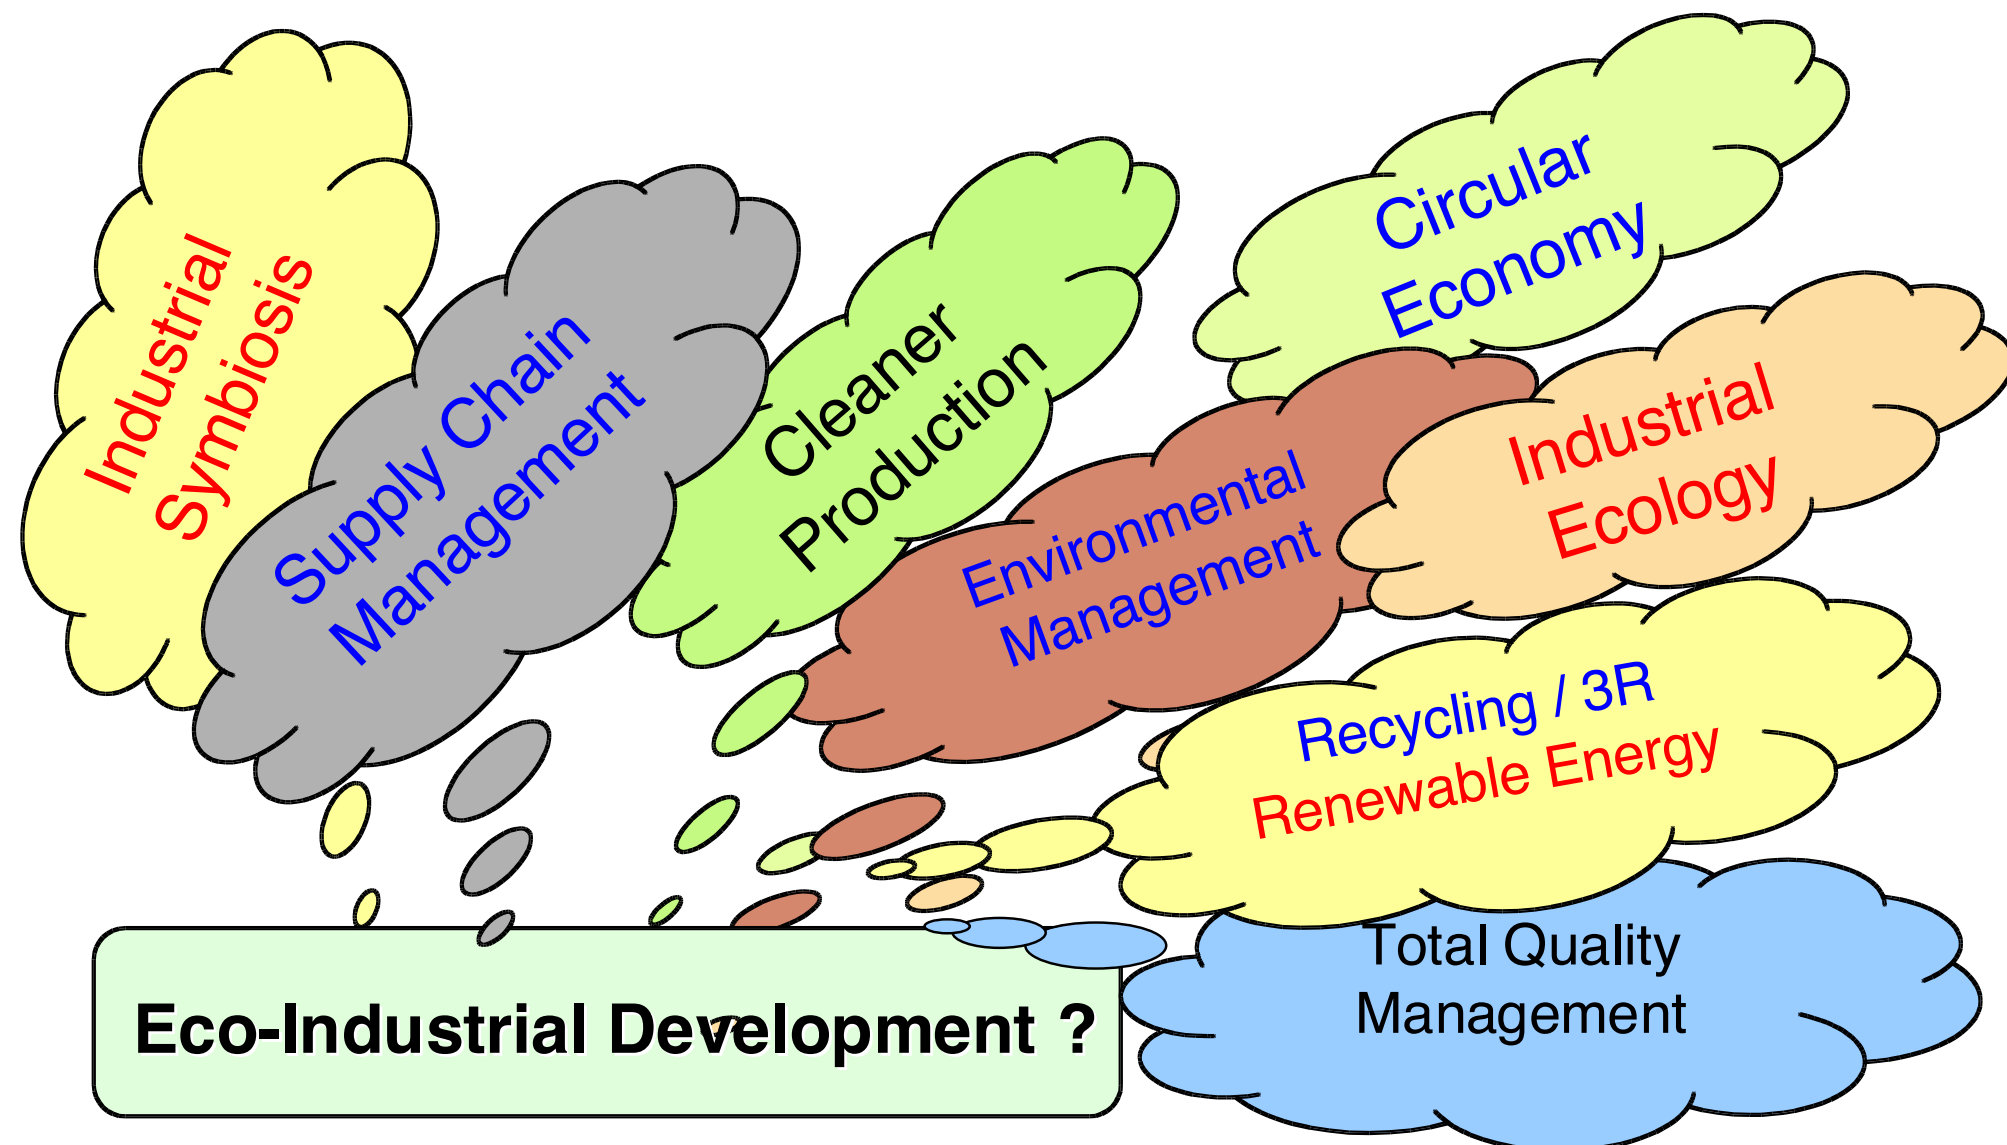 Industrial
Symbiosis
Supply Chain
Management
Cleaner
Production
Circular
Economy
Environmental
Management
Industrial
Ecology
Recycling / 3R
Renewable Energy
Total Quality
Management
Eco-Industrial Development ?